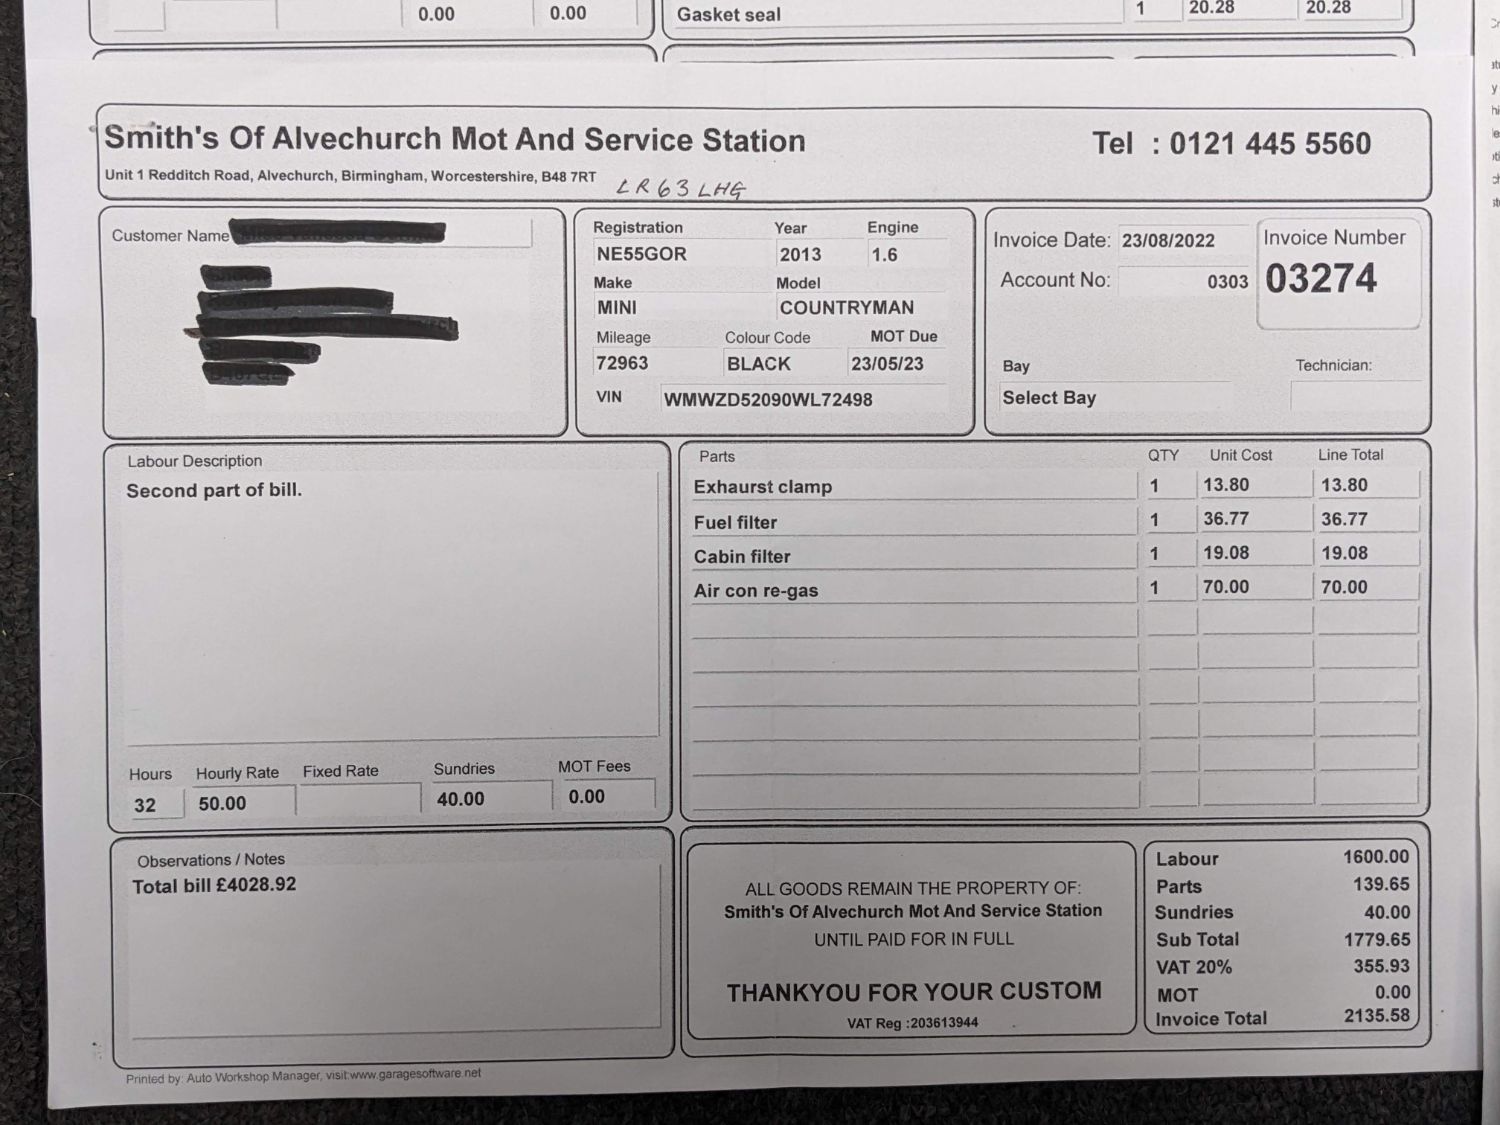 0.00 0.00 Gasket seal 1 20.28 20.28
Smith's Of Alvechurch Mot And Service Station
Tel : 0121 445 5560
Unit 1 Redditch Road, Alvechurch, Birmingham, Worcestershire, B48 7RT
LR63 LHG
Customer Name
Registration Year Engine
NE55GOR 2013 1.6
Make Model
MINI COUNTRYMAN
Mileage Colour Code MOT Due
72963 BLACK 23/05/23
VIN WMWZD52090WL72498
Invoice Date: 23/08/2022
Account No: 0303
Invoice Number
03274
Bay Technician:
Select Bay
Labour Description
Second part of bill.
Hours Hourly Rate Fixed Rate Sundries MOT Fees
32 50.00 40.00 0.00
Parts QTY Unit Cost Line Total
Exhaurst clamp 1 13.80 13.80
Fuel filter 1 36.77 36.77
Cabin filter 1 19.08 19.08
Air con re-gas 1 70.00 70.00
Observations / Notes
Total bill £4028.92
ALL GOODS REMAIN THE PROPERTY OF:
Smith's Of Alvechurch Mot And Service Station
UNTIL PAID FOR IN FULL
THANKYOU FOR YOUR CUSTOM
VAT Reg :203613944
Labour 1600.00
Parts 139.65
Sundries 40.00
Sub Total 1779.65
VAT 20% 355.93
MOT 0.00
Invoice Total 2135.58
Printed by: Auto Workshop Manager, visit:www.garagesoftware.net